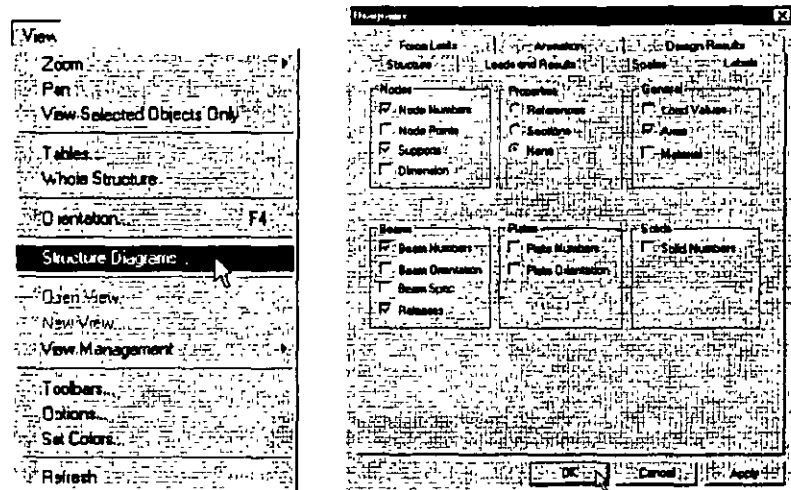 View
Zoom
Pan
View Selected Objects Only
Tables...
Whole Structure
Orientation... F4
Structure Diagrams...
Open View...
New View...
View Management
Toolbars...
Options...
Set Colors...
Refresh
Diagrams
Force Limits Animation Design Results
Structure Loads and Results Scales Labels
Nodes
Node Numbers
Node Points
Supports
Dimension
Properties
References
Sections
None
General
Load Values
Axes
Material
Beams
Beam Numbers
Beam Orientation
Beam Spec
Releases
Plates
Plate Numbers
Plate Orientation
Solids
Solid Numbers
OK Cancel Apply